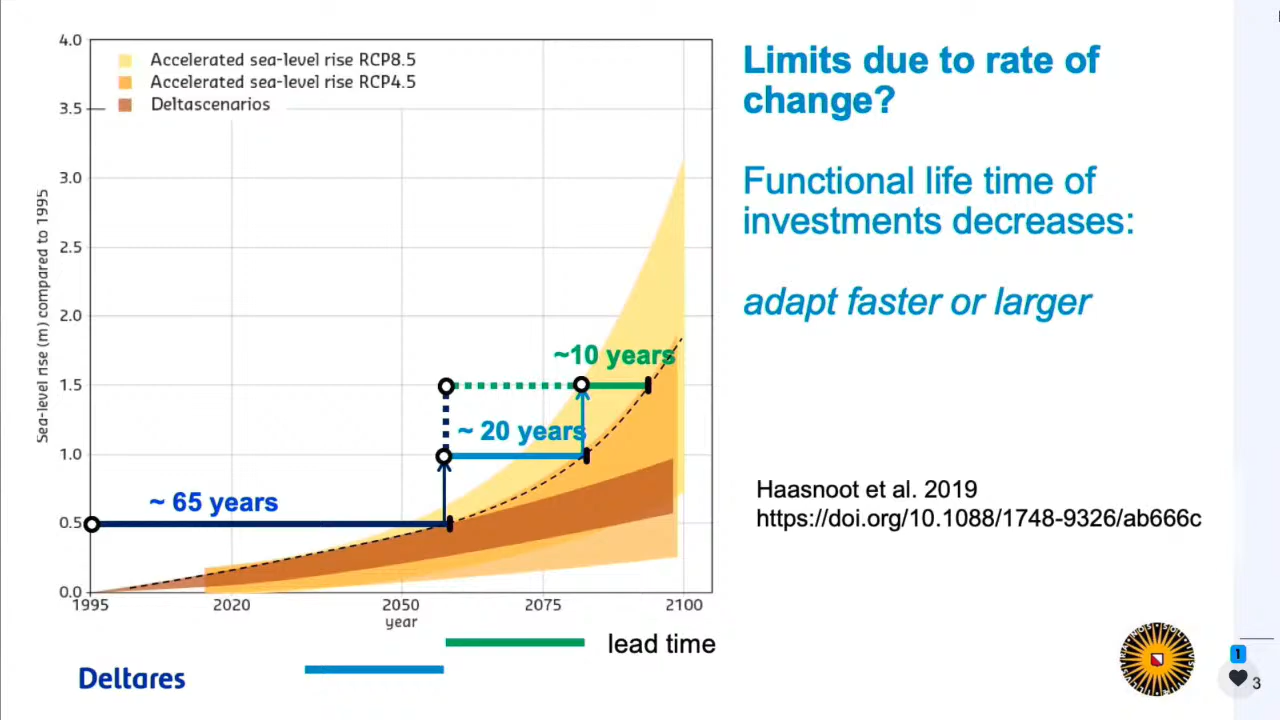 4.0
3.5
3.0
2.5
2.0
1.5
1.0
0.5
0.0
Sea-level rise (m) compared to 1995
Accelerated sea-level rise RCP8.5
Accelerated sea-level rise RCP4.5
Deltascenarios
~10 years
~ 20 years
~ 65 years
1995 2020 2050 2075 2100
year
lead time
Deltares
Limits due to rate of
change?
Functional life time of
investments decreases:
adapt faster or larger
Haasnoot et al. 2019
https://doi.org/10.1088/1748-9326/ab666c
1
3